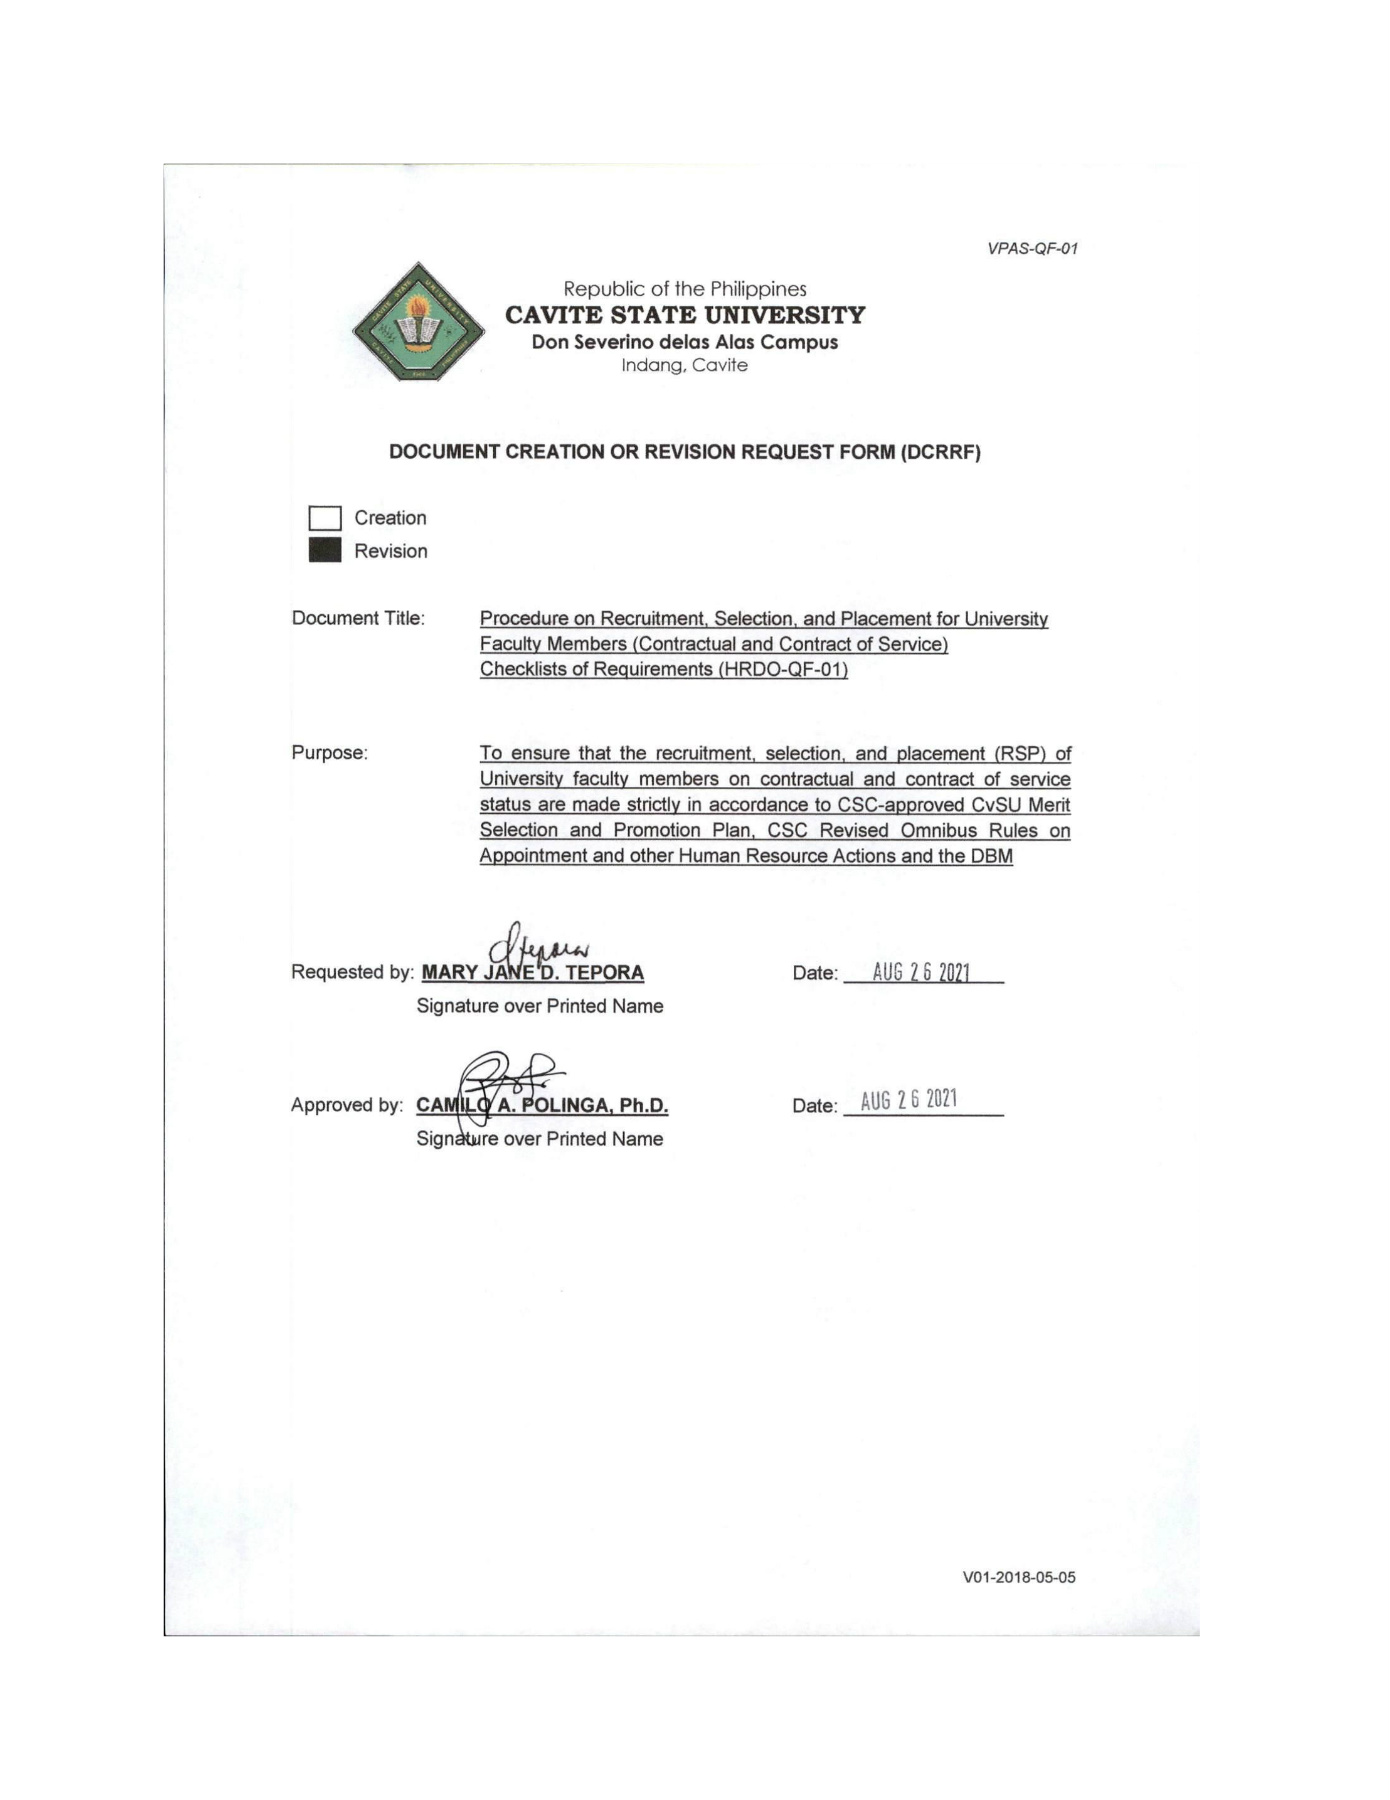 VPAS-QF-01
Republic of the Philippines
CAVITE STATE UNIVERSITY
Don Severino delas Alas Campus
Indang, Cavite
CAVITE STATE UNIVERSITY
DOCUMENT CREATION OR REVISION REQUEST FORM (DCRRF)
Creation
Revision
Document Title: Procedure on Recruitment, Selection, and Placement for University
Faculty Members (Contractual and Contract of Service)
Checklists of Requirements (HRDO-QF-01)
Purpose: To ensure that the recruitment, selection, and placement (RSP) of
University faculty members on contractual and contract of service
status are made strictly in accordance to CSC-approved CvSU Merit
Selection and Promotion Plan, CSC Revised Omnibus Rules on
Appointment and other Human Resource Actions and the DBM
Requested by: MARY JANE D. TEPORA Date: AUG 26 2021
Signature over Printed Name
Approved by: CAMILO A. POLINGA, Ph.D. Date: AUG 26 2021
Signature over Printed Name
V01-2018-05-05